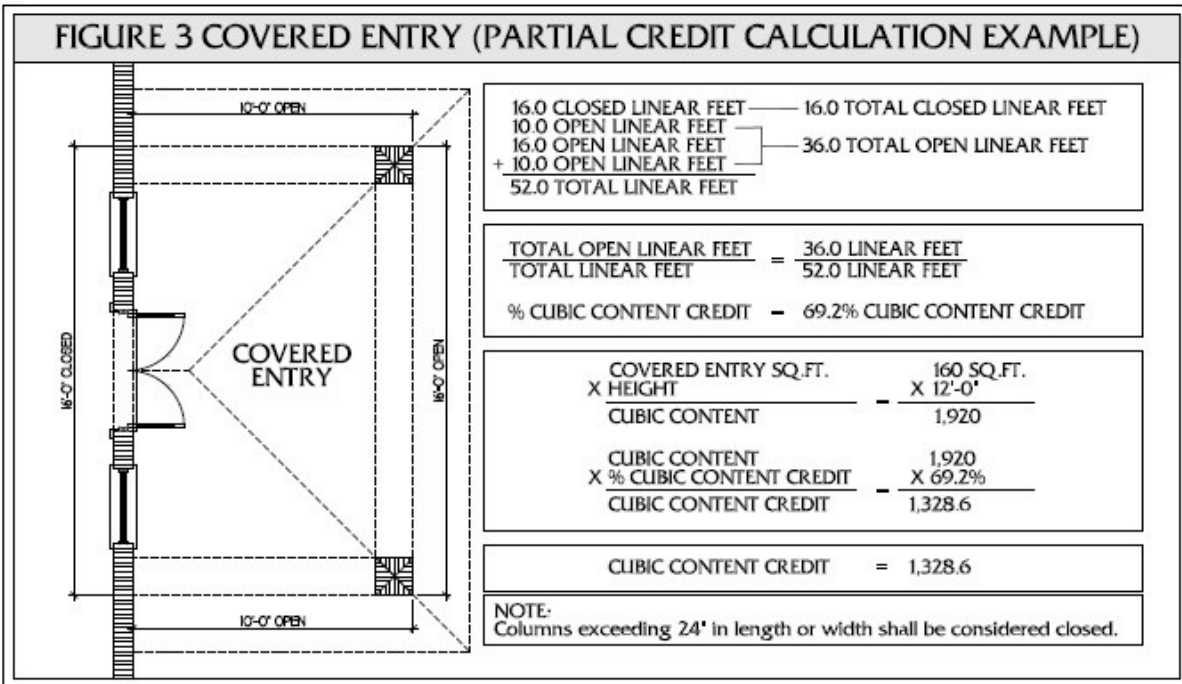 FIGURE 3 COVERED ENTRY (PARTIAL CREDIT CALCULATION EXAMPLE)
10'-0" OPEN
16'-0" CLOSED
COVERED
ENTRY
16'-0" OPEN
10'-0" OPEN
16.0 CLOSED LINEAR FEET 16.0 TOTAL CLOSED LINEAR FEET
10.0 OPEN LINEAR FEET
16.0 OPEN LINEAR FEET 36.0 TOTAL OPEN LINEAR FEET
+ 10.0 OPEN LINEAR FEET
52.0 TOTAL LINEAR FEET
TOTAL OPEN LINEAR FEET = 36.0 LINEAR FEET
TOTAL LINEAR FEET 52.0 LINEAR FEET
% CUBIC CONTENT CREDIT = 69.2% CUBIC CONTENT CREDIT
COVERED ENTRY SQ.FT. 160 SQ.FT.
X HEIGHT = X 12'-0"
CUBIC CONTENT 1,920
CUBIC CONTENT 1,920
X % CUBIC CONTENT CREDIT = X 69.2%
CUBIC CONTENT CREDIT 1,328.6
CUBIC CONTENT CREDIT = 1,328.6
NOTE:
Columns exceeding 24" in length or width shall be considered closed.